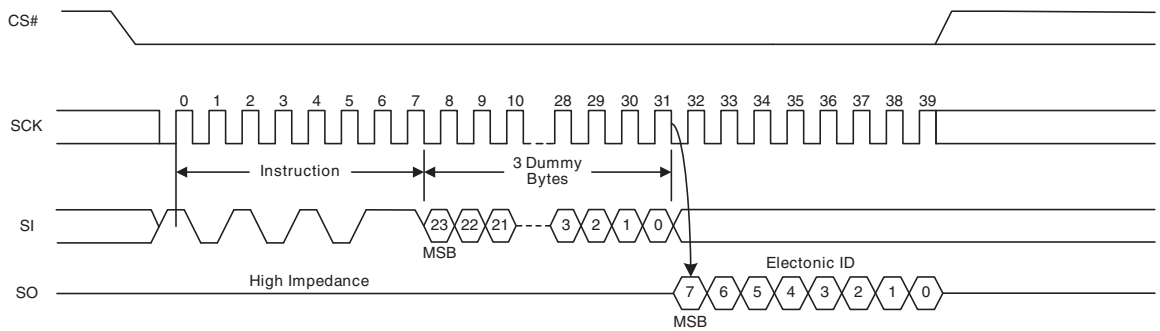 CS#
0 1 2 3 4 5 6 7 8 9 10 28 29 30 31 32 33 34 35 36 37 38 39
SCK
Instruction
3 Dummy
Bytes
SI
23 22 21 3 2 1 0
MSB
High Impedance
Electonic ID
SO
7 6 5 4 3 2 1 0
MSB